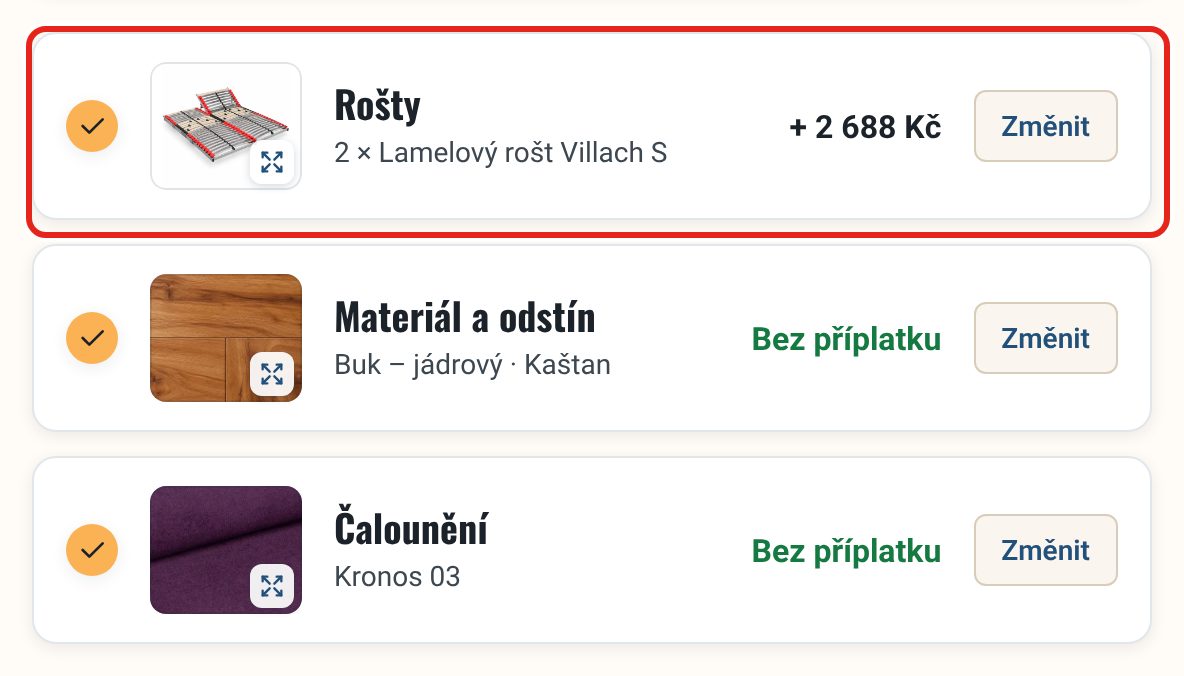 Rošty
2 × Lamelový rošt Villach S
+ 2 688 Kč
Změnit
Materiál a odstín
Buk – jádrový · Kaštan
Bez příplatku
Změnit
Čalounění
Kronos 03
Bez příplatku
Změnit